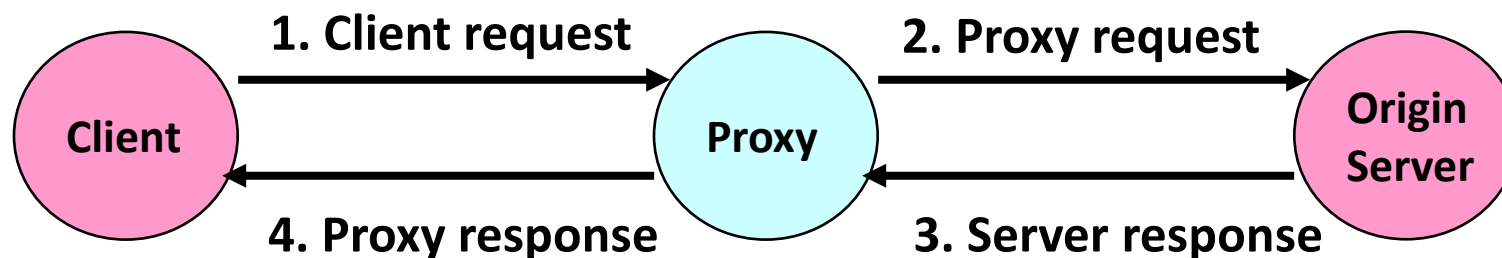 1. Client request
2. Proxy request
Client
Proxy
Origin
Server
4. Proxy response
3. Server response